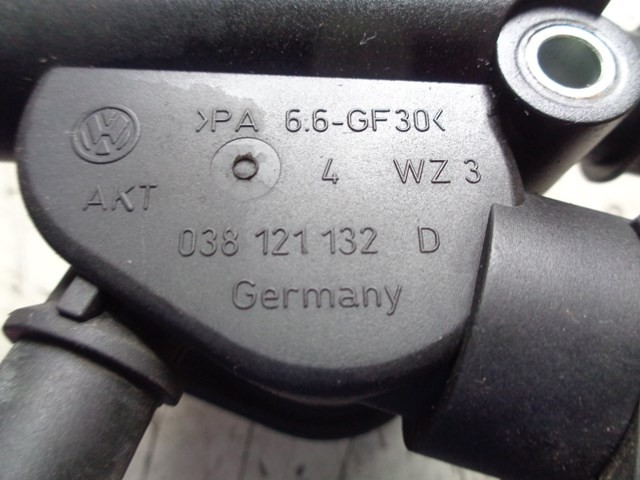 >PA 6.6-GF30<
4 WZ 3
AKT
038 121 132 D
Germany